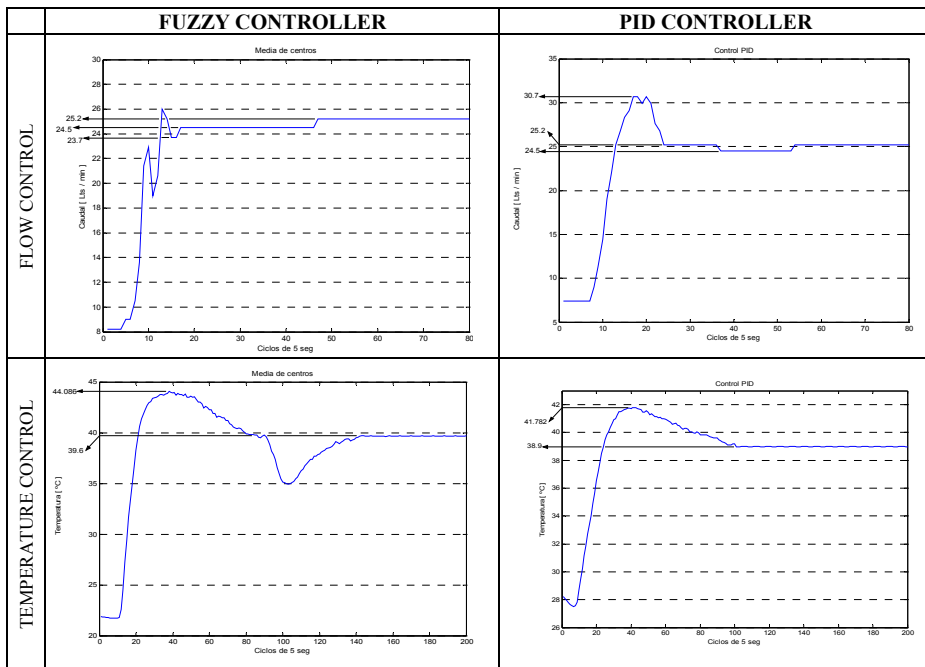 FUZZY CONTROLLER
PID CONTROLLER
FLOW CONTROL
Media de centros
30
28
26
24
22
20
18
16
14
12
10
8
25.2
24.5
23.7
Caudal [ Lts / min ]
0 10 20 30 40 50 60 70 80
Ciclos de 5 seg
Control PID
35
30
25
20
15
10
5
30.7
25.2
24.5
Caudal [ Lts / min ]
0 10 20 30 40 50 60 70 80
Ciclos de 5 seg
TEMPERATURE CONTROL
Media de centros
45
40
35
30
25
20
44.086
39.6
Temperatura [ ºC ]
0 20 40 60 80 100 120 140 160 180 200
Ciclos de 5 seg
Control PID
42
40
38
36
34
32
30
28
26
41.782
38.9
Temperatura [ ºC ]
0 20 40 60 80 100 120 140 160 180 200
Ciclos de 5 seg